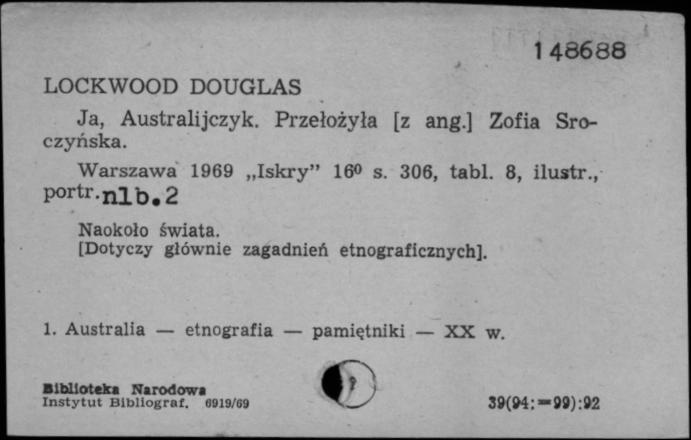 148688
LOCKWOOD DOUGLAS
Ja, Australijczyk. Przełożyła [z ang.] Zofia Sro-
czyńska.
Warszawa 1969 „Iskry” 16⁰ s. 306, tabl. 8, ilustr.,
portr. nlb. 2
Naokoło świata.
[Dotyczy głównie zagadnień etnograficznych].
1. Australia — etnografia — pamiętniki — XX w.
Biblioteka Narodowa
Instytut Bibliograf. 6919/69
39(94:=99):92